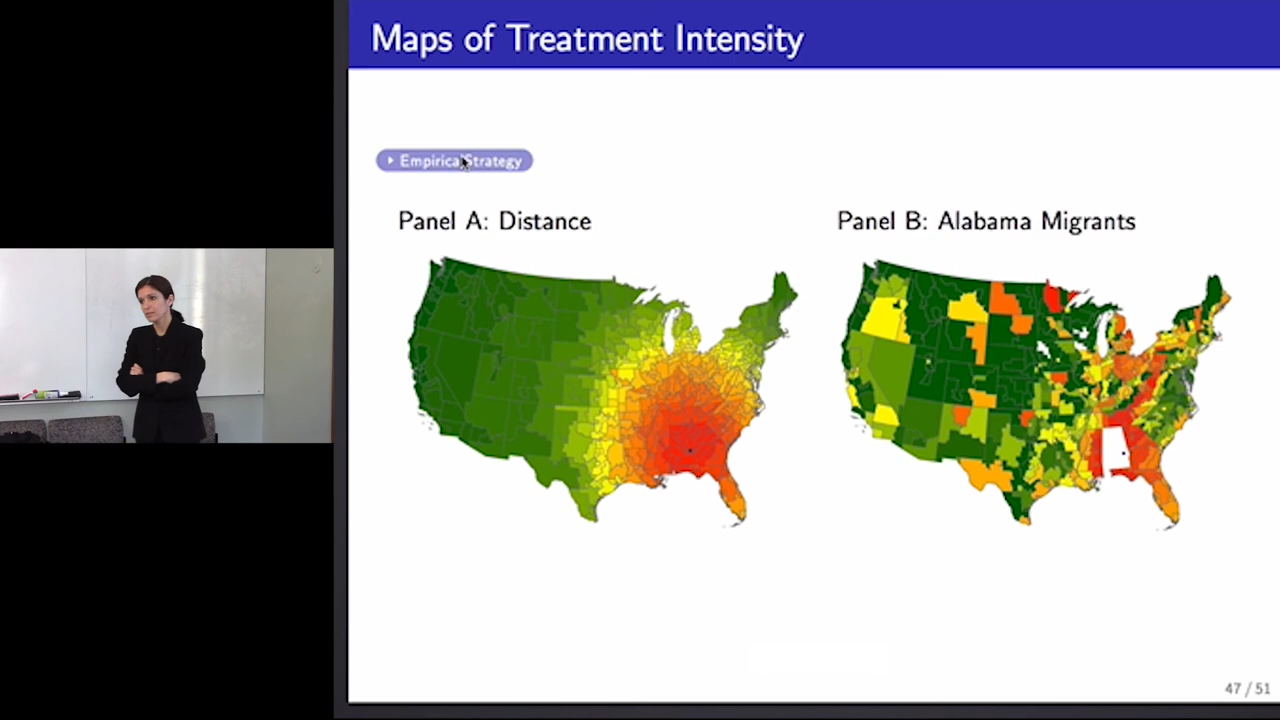 Maps of Treatment Intensity
Empirical Strategy
Panel A: Distance
Panel B: Alabama Migrants
47 / 51